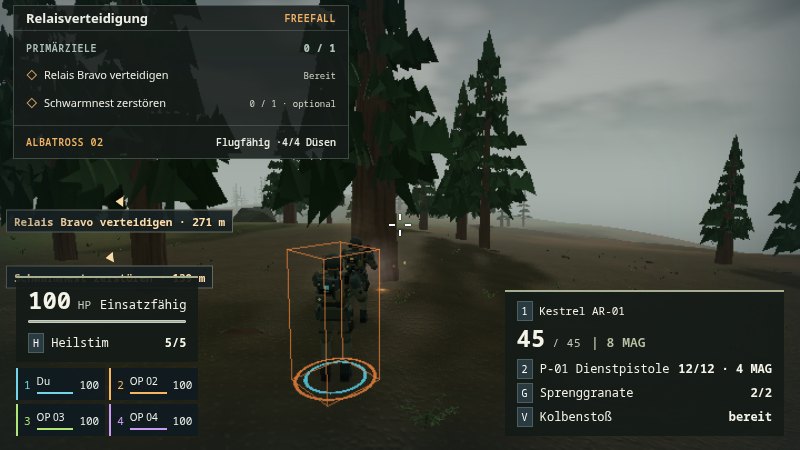 Relaisverteidigung FREEFALL
PRIMÄRZIELE 0 / 1
Relais Bravo verteidigen Bereit
Schwarmnest zerstören 0 / 1 · optional
ALBATROSS 02 Flugfähig ·4/4 Düsen
Relais Bravo verteidigen · 271 m
Schwarmnest zerstören · 139 m
100 HP Einsatzfähig
H Heilstim 5/5
1 Du 100
2 OP 02 100
3 OP 03 100
4 OP 04 100
1 Kestrel AR-01
45 / 45 | 8 MAG
2 P-01 Dienstpistole 12/12 · 4 MAG
G Sprenggranate 2/2
V Kolbenstoß bereit